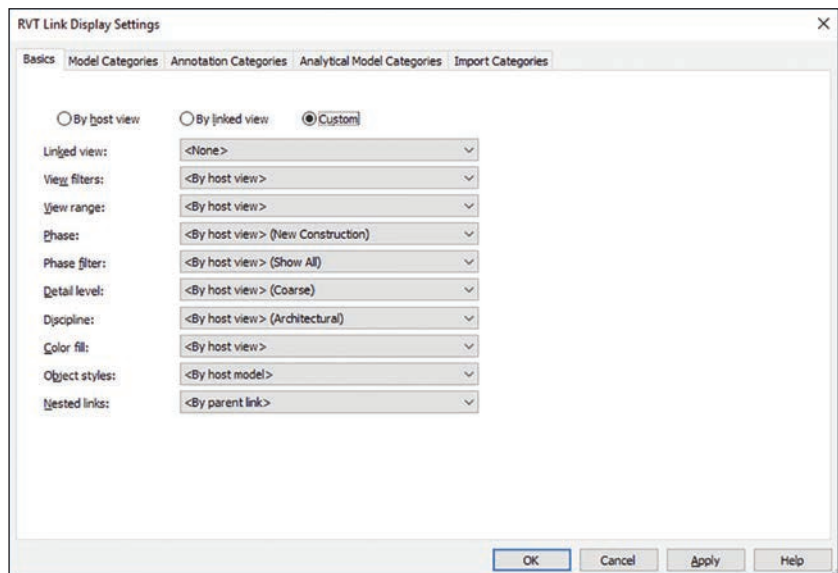 RVT Link Display Settings
Basics Model Categories Annotation Categories Analytical Model Categories Import Categories
By host view By linked view Custom
Linked view: <None>
View filters: <By host view>
View range: <By host view>
Phase: <By host view> (New Construction)
Phase filter: <By host view> (Show All)
Detail level: <By host view> (Coarse)
Discipline: <By host view> (Architectural)
Color fill: <By host view>
Object styles: <By host model>
Nested links: <By parent link>
OK Cancel Apply Help